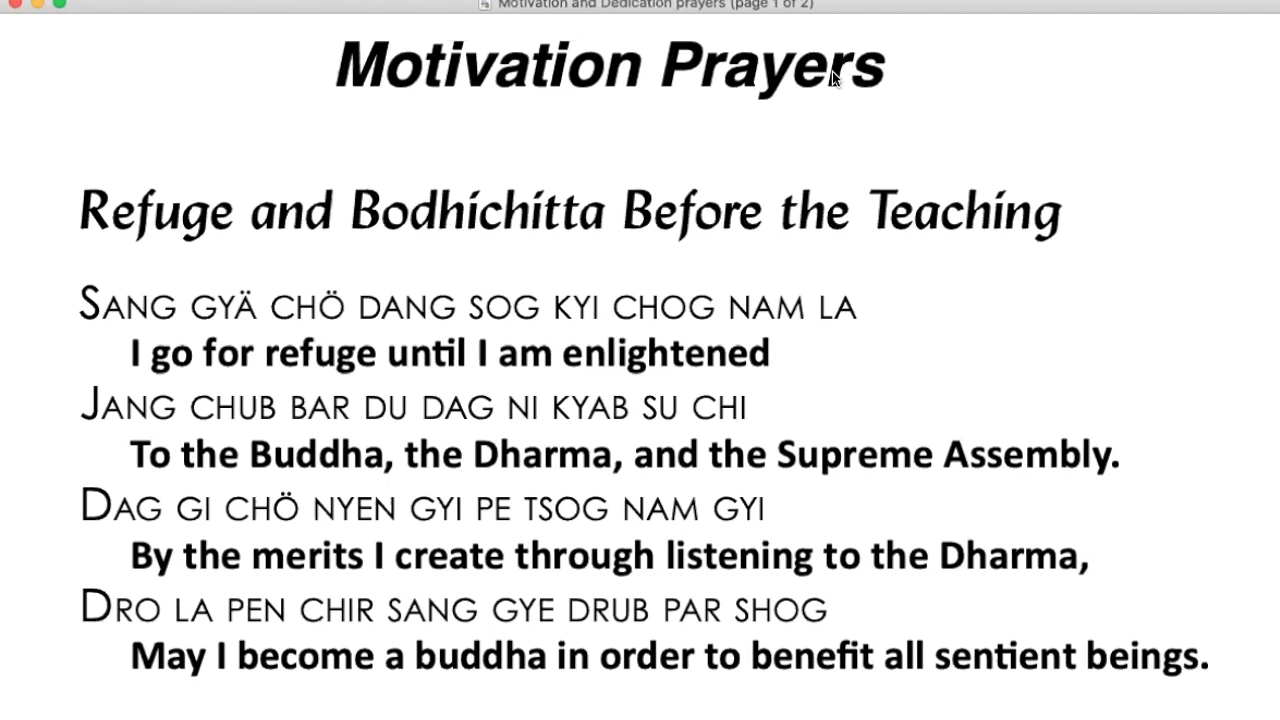 Motivation and Dedication prayers (page 1 of 2)
Motivation Prayers
Refuge and Bodhichitta Before the Teaching
SANG GYÄ CHÖ DANG SOG KYI CHOG NAM LA
I go for refuge until I am enlightened
JANG CHUB BAR DU DAG NI KYAB SU CHI
To the Buddha, the Dharma, and the Supreme Assembly.
DAG GI CHÖ NYEN GYI PE TSOG NAM GYI
By the merits I create through listening to the Dharma,
DRO LA PEN CHIR SANG GYE DRUB PAR SHOG
May I become a buddha in order to benefit all sentient beings.